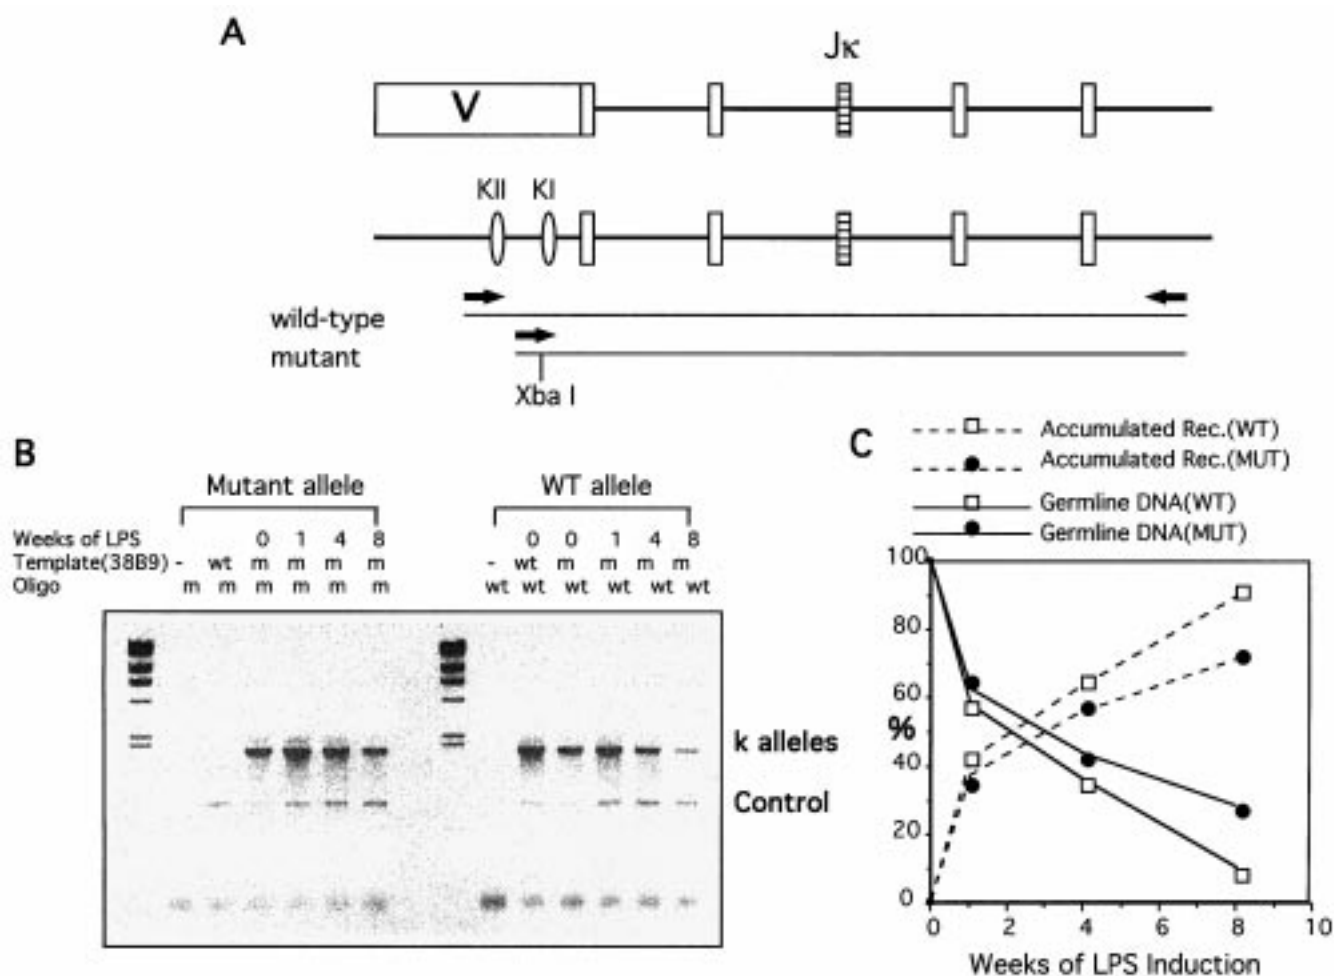 A
Jκ
V
KII KI
wild-type
mutant
Xba I
B
Mutant allele WT allele
Weeks of LPS 0 1 4 8 0 0 1 4 8
Template(38B9) - wt m m m m - wt m m m m
Oligo m m m m m m wt wt wt wt wt wt
k alleles
Control
C
Accumulated Rec.(WT)
Accumulated Rec.(MUT)
Germline DNA(WT)
Germline DNA(MUT)
100
80
60
%
40
20
0
0 2 4 6 8 10
Weeks of LPS Induction